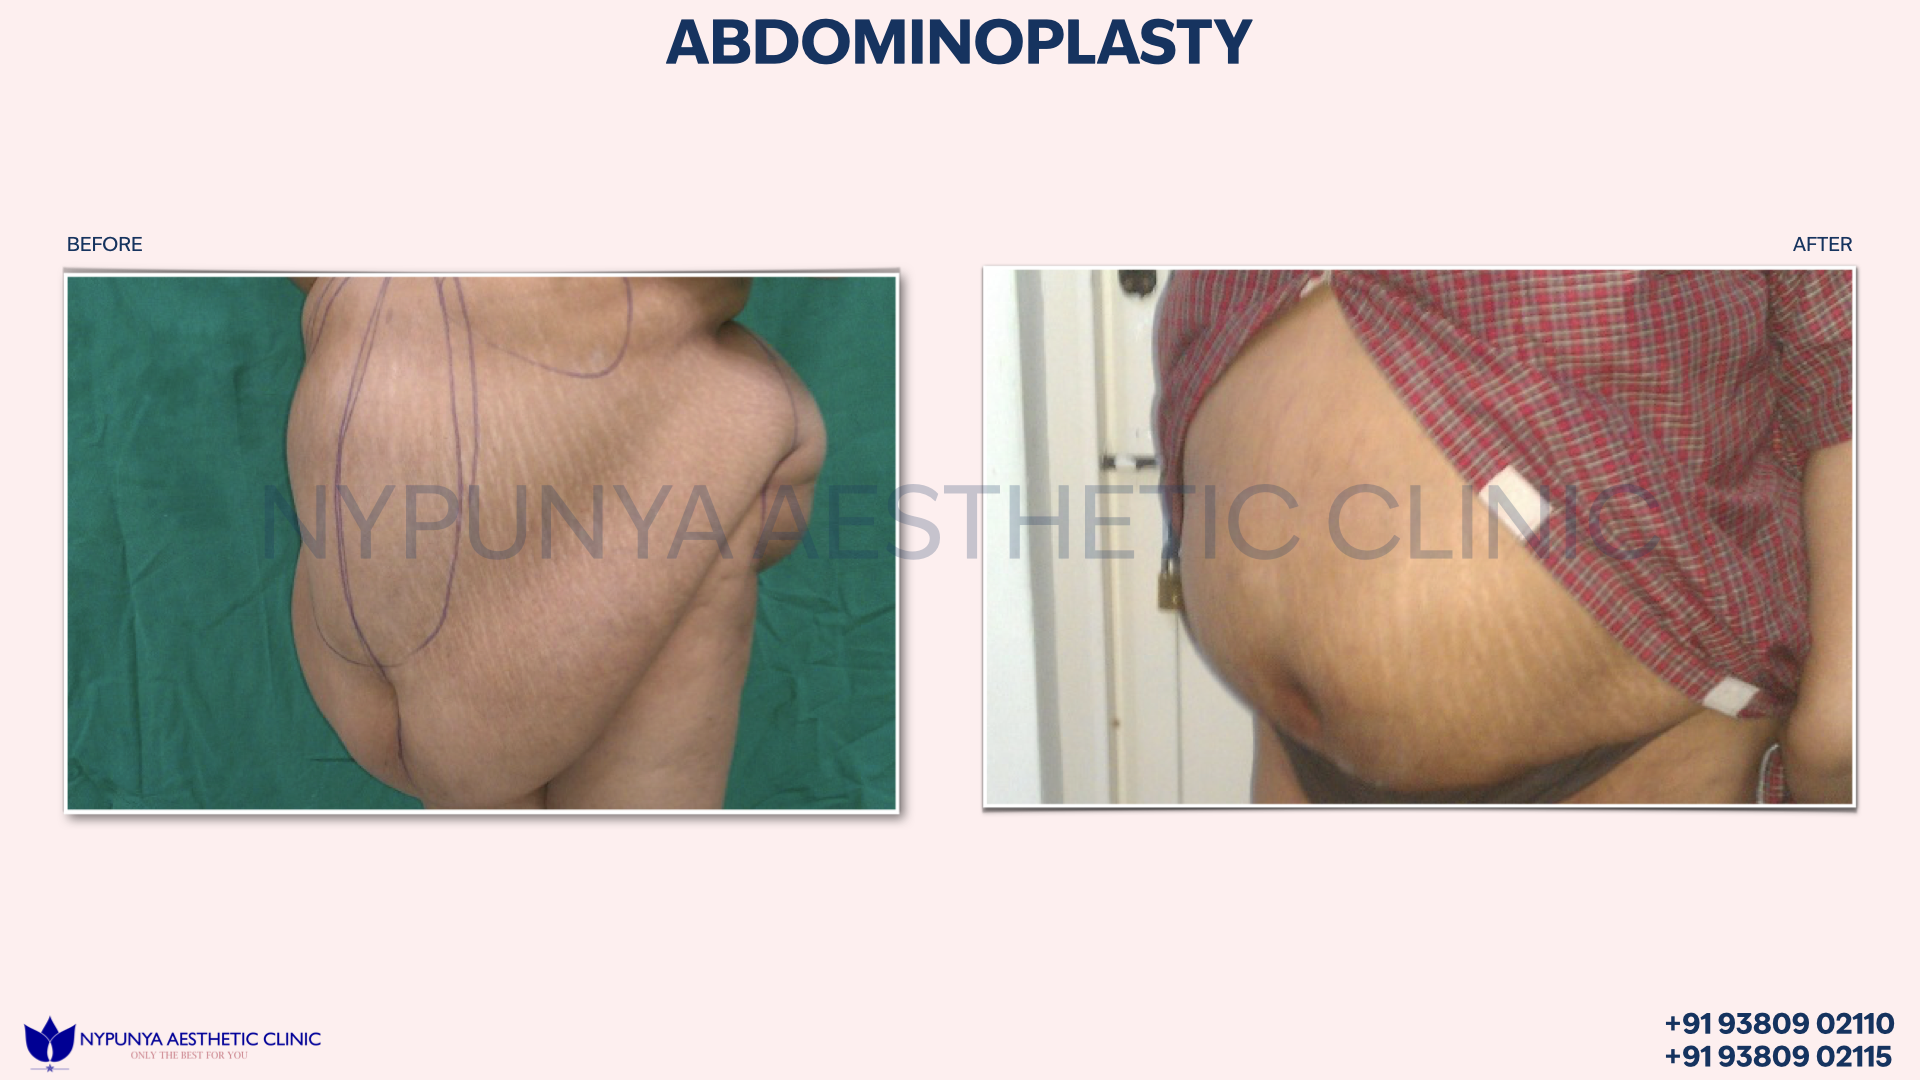 ABDOMINOPLASTY
BEFORE
AFTER
NYPUNYA AESTHETIC CLINIC
NYPUNYA AESTHETIC CLINIC
ONLY THE BEST FOR YOU
+91 93809 02110
+91 93809 02115